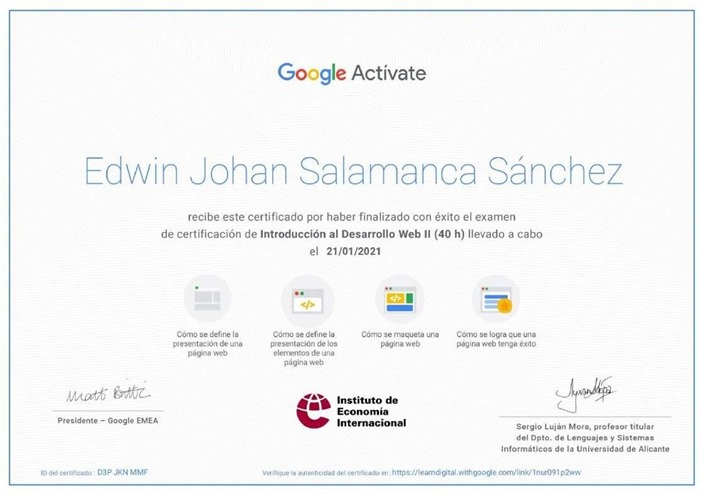 Google Actívate
Edwin Johan Salamanca Sánchez
recibe este certificado por haber finalizado con éxito el examen
de certificación de Introducción al Desarrollo Web II (40 h) llevado a cabo
el 21/01/2021
Cómo se define la
presentación de una
página web
Cómo se define la
presentación de los
elementos de una
página web
Cómo se maqueta una
página web
Cómo se logra que una
página web tenga éxito
Presidente – Google EMEA
Instituto de
Economía
Internacional
Sergio Luján Mora, profesor titular
del Dpto. de Lenguajes y Sistemas
Informáticos de la Universidad de Alicante
ID del certificado : D3P JKN MMF
Verifique la autenticidad del certificado en : https://learndigital.withgoogle.com/link/1nur091p2ww